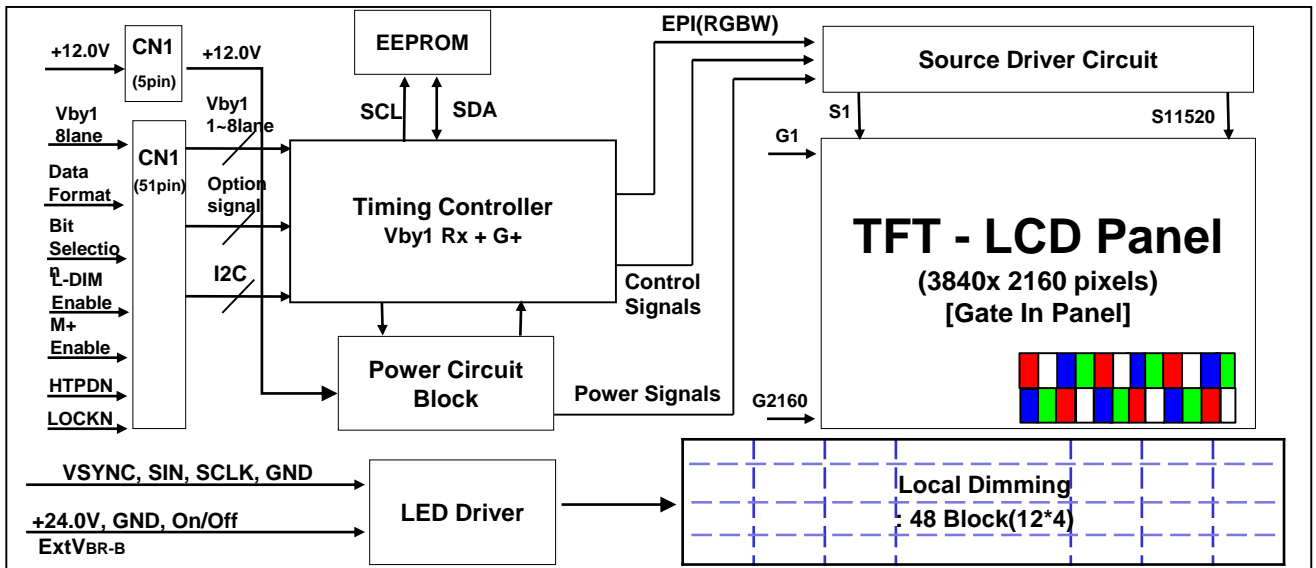 +12.0V
CN1
(5pin)
+12.0V
EEPROM
EPI(RGBW)
Source Driver Circuit
SCL
SDA
S1
S11520
Vby1
8lane
Vby1
1~8lane
CN1
(51pin)
G1
Data
Format
Option
signal
Timing Controller
Vby1 Rx + G+
TFT - LCD Panel
(3840x 2160 pixels)
[Gate In Panel]
Bit
Selectio
n
I2C
L-DIM
Enable
Control
Signals
M+
Enable
Power Circuit
Block
Power Signals
HTPDN
LOCKN
G2160
VSYNC, SIN, SCLK, GND
LED Driver
Local Dimming
: 48 Block(12*4)
+24.0V, GND, On/Off
ExtVBR-B